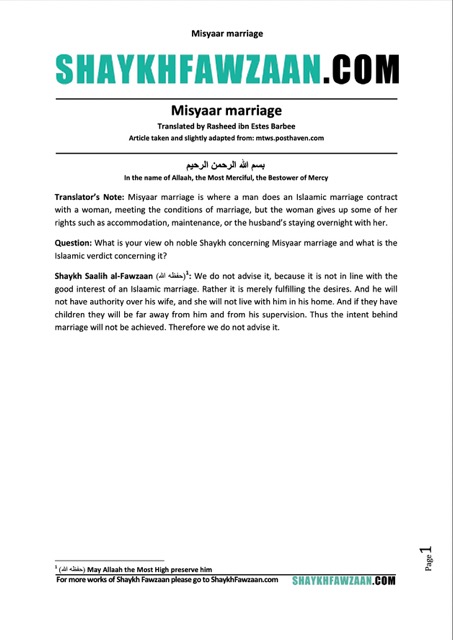 Misyaar marriage
SHAYKHFAWZAAN.COM
Misyaar marriage
Translated by Rasheed ibn Estes Barbee
Article taken and slightly adapted from: mtws.posthaven.com
بسم الله الرحمن الرحيم
In the name of Allaah, the Most Merciful, the Bestower of Mercy
Translator's Note: Misyaar marriage is where a man does an Islaamic marriage contract
with a woman, meeting the conditions of marriage, but the woman gives up some of her
rights such as accommodation, maintenance, or the husband's staying overnight with her.
Question: What is your view oh noble Shaykh concerning Misyaar marriage and what is the
Islaamic verdict concerning it?
Shaykh Saalih al-Fawzaan (حفظه الله)¹: We do not advise it, because it is not in line with the
good interest of an Islaamic marriage. Rather it is merely fulfilling the desires. And he will
not have authority over his wife, and she will not live with him in his home. And if they have
children they will be far away from him and from his supervision. Thus the intent behind
marriage will not be achieved. Therefore we do not advise it.
Page 1
¹ (حفظه الله) May Allaah the Most High preserve him
For more works of Shaykh Fawzaan please go to ShaykhFawzaan.com SHAYKHFAWZAAN.COM